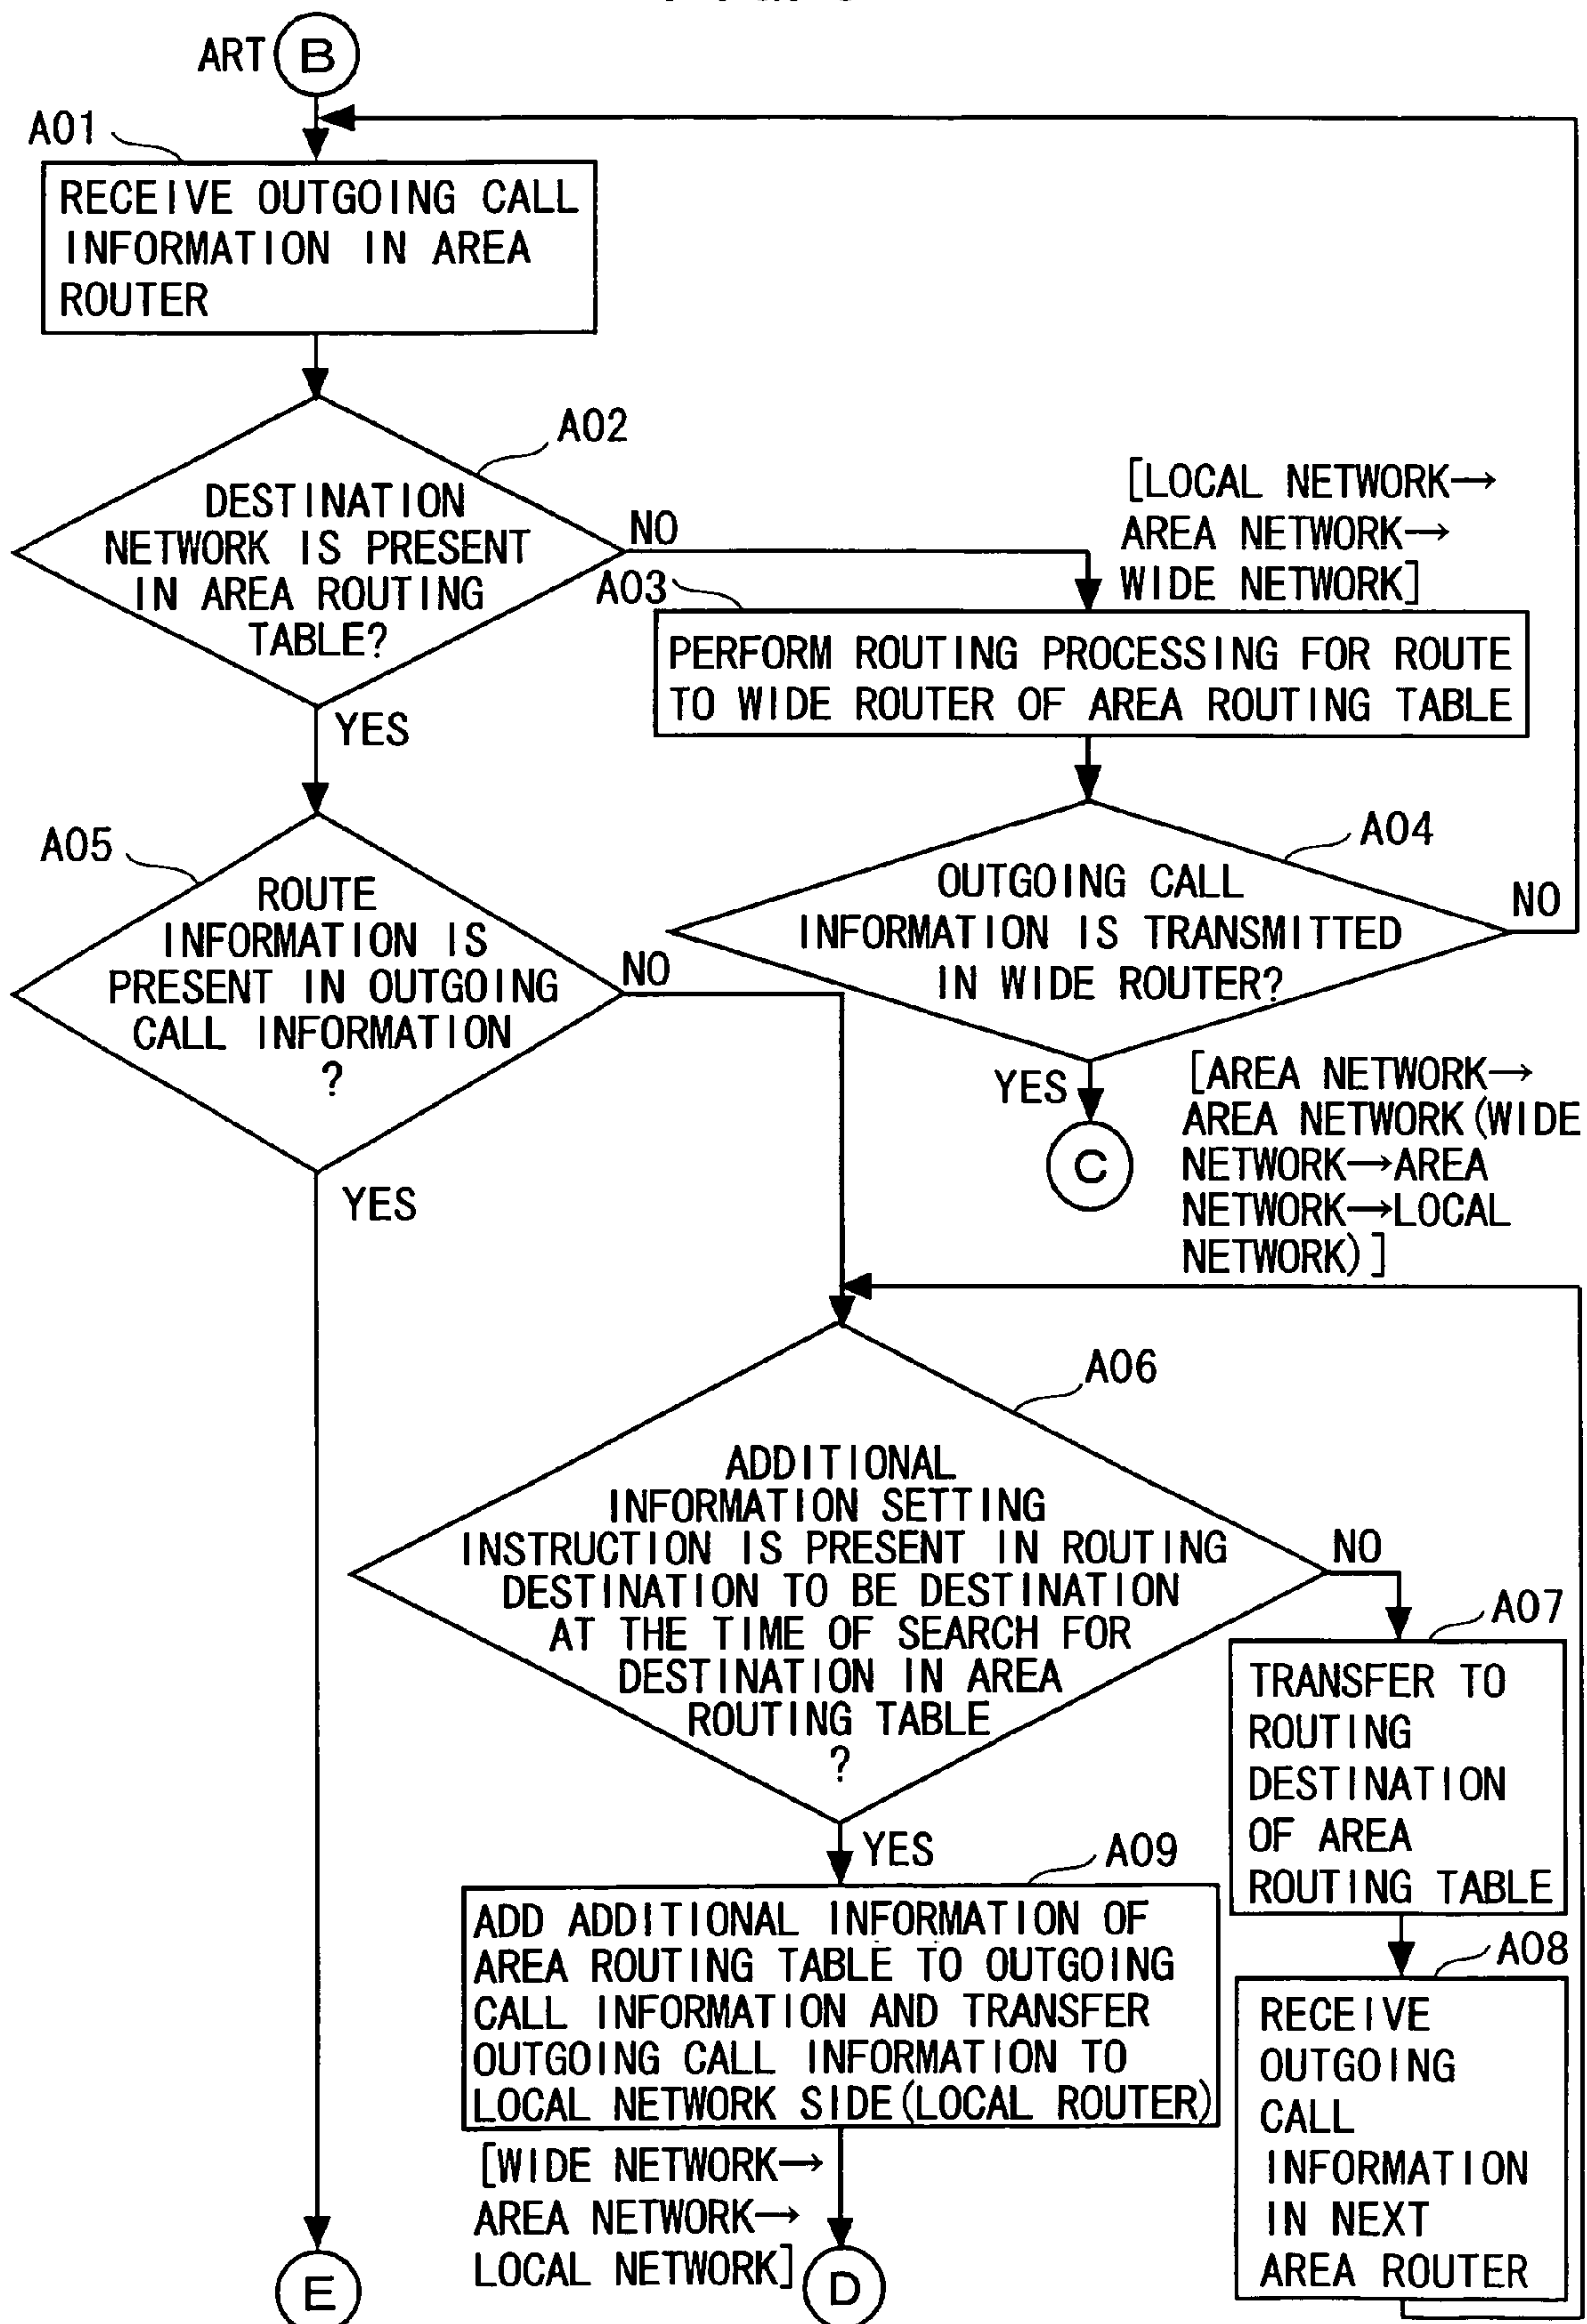 ART B
A01
RECEIVE OUTGOING CALL
INFORMATION IN AREA
ROUTER
A02
DESTINATION
NETWORK IS PRESENT
IN AREA ROUTING
TABLE?
NO
YES
[LOCAL NETWORK→
AREA NETWORK→
WIDE NETWORK]
A03
PERFORM ROUTING PROCESSING FOR ROUTE
TO WIDE ROUTER OF AREA ROUTING TABLE
A04
OUTGOING CALL
INFORMATION IS TRANSMITTED
IN WIDE ROUTER?
NO
YES
C
[AREA NETWORK→
AREA NETWORK(WIDE
NETWORK→AREA
NETWORK→LOCAL
NETWORK)]
A05
ROUTE
INFORMATION IS
PRESENT IN OUTGOING
CALL INFORMATION
?
NO
YES
A06
ADDITIONAL
INFORMATION SETTING
INSTRUCTION IS PRESENT IN ROUTING
DESTINATION TO BE DESTINATION
AT THE TIME OF SEARCH FOR
DESTINATION IN AREA
ROUTING TABLE
?
NO
YES
A07
TRANSFER TO
ROUTING
DESTINATION
OF AREA
ROUTING TABLE
A08
RECEIVE
OUTGOING
CALL
INFORMATION
IN NEXT
AREA ROUTER
A09
ADD ADDITIONAL INFORMATION OF
AREA ROUTING TABLE TO OUTGOING
CALL INFORMATION AND TRANSFER
OUTGOING CALL INFORMATION TO
LOCAL NETWORK SIDE(LOCAL ROUTER)
[WIDE NETWORK→
AREA NETWORK→
LOCAL NETWORK]
D
E